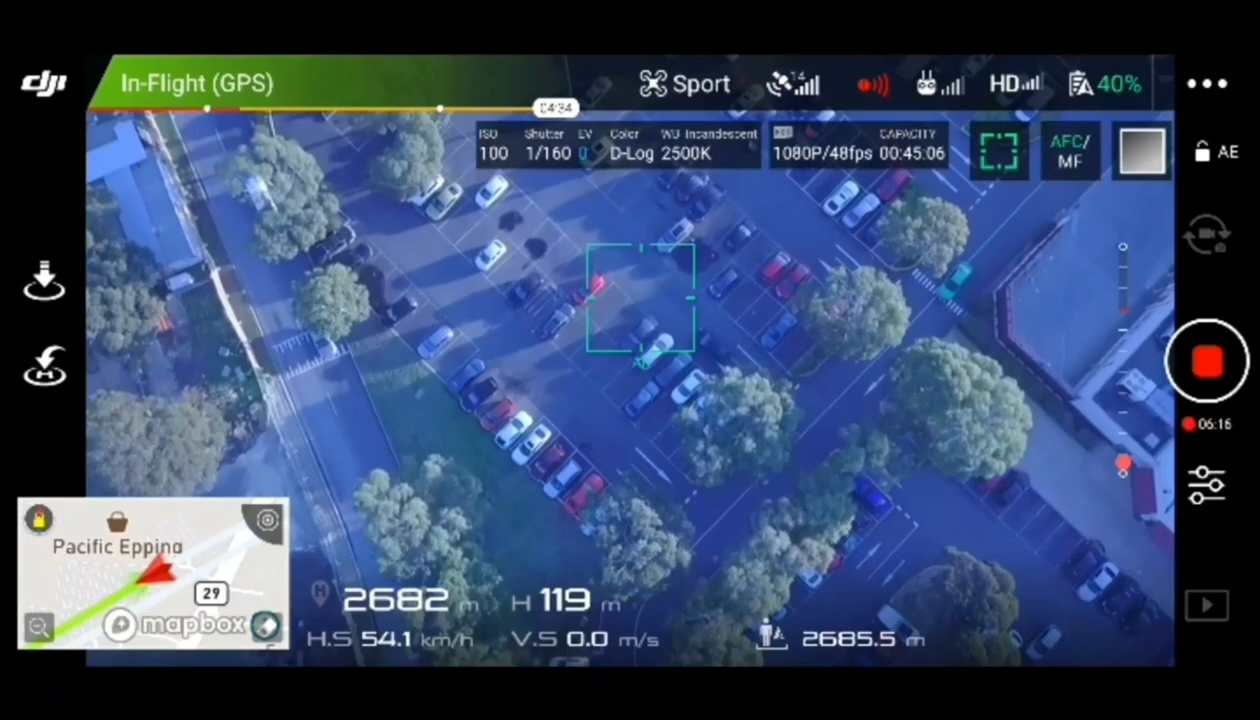 dji
In-Flight (GPS)
Sport
14
HD
40%
04:34
ISO Shutter EV Color WB Incandescent
100 1/160 0 D-Log 2500K
CAPACITY
1080P/48fps 00:45:06
AFC/
MF
AE
06:16
Pacific Epping
29
mapbox
2682 m H 119 m
H.S 54.1 km/h V.S 0.0 m/s 2685.5 m